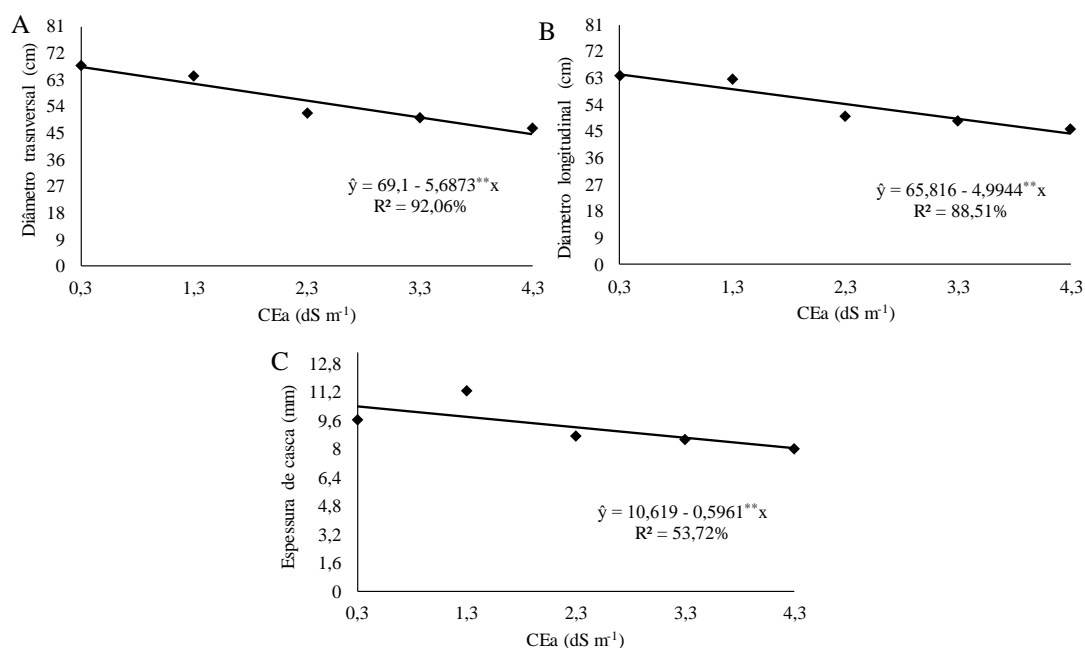 A
Diâmetro trasnversal (cm)
81
72
63
54
45
36
27
18
9
0
ŷ = 69,1 - 5,6873**x
R² = 92,06%
0,3 1,3 2,3 3,3 4,3
CEa (dS m-1)
B
Diametro longitudinal (cm)
81
72
63
54
45
36
27
18
9
0
ŷ = 65,816 - 4,9944**x
R² = 88,51%
0,3 1,3 2,3 3,3 4,3
CEa (dS m-1)
C
Espessura de casca (mm)
12,8
11,2
9,6
8
6,4
4,8
3,2
1,6
0
ŷ = 10,619 - 0,5961**x
R² = 53,72%
0,3 1,3 2,3 3,3 4,3
CEa (dS m-1)